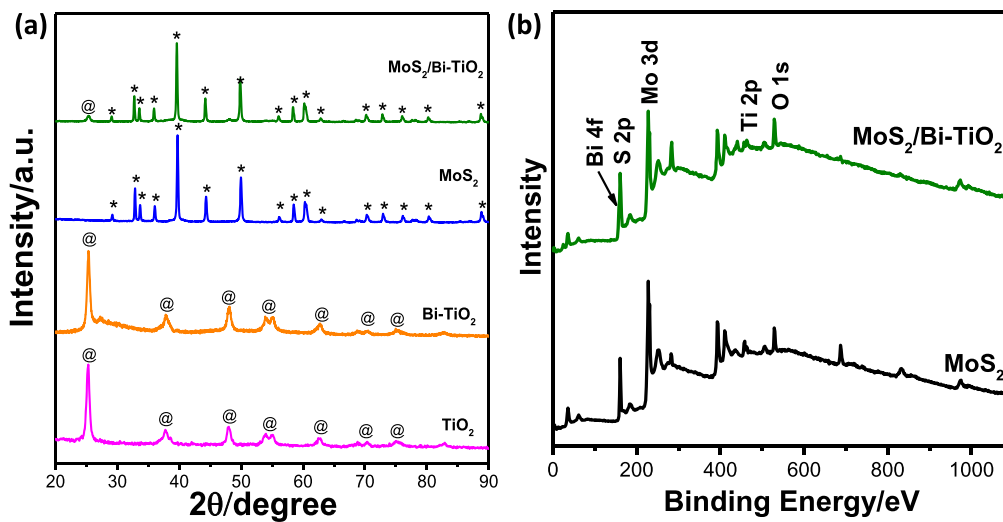 (a)
Intensity/a.u.
MoS₂/Bi-TiO₂
@ * * * * * * * * * * * * * * *
MoS₂
* * * * * * * * * * * * * * *
Bi-TiO₂
@ @ @ @ @ @ @
TiO₂
@ @ @ @ @ @ @
20 30 40 50 60 70 80 90
2θ/degree
(b)
Intensity
Bi 4f
S 2p
Mo 3d
Ti 2p
O 1s
MoS₂/Bi-TiO₂
MoS₂
0 200 400 600 800 1000
Binding Energy/eV